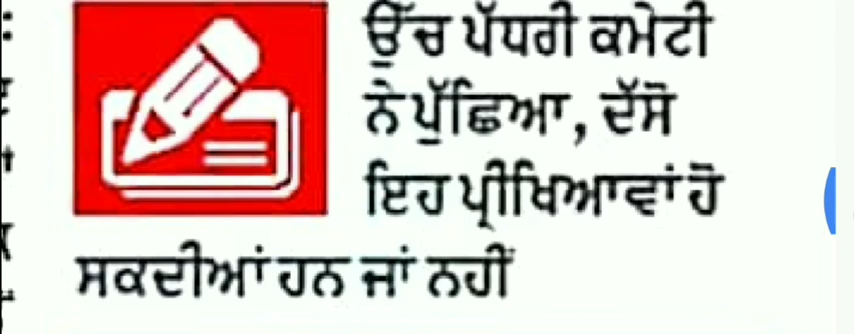 ਉੱਚ ਪੱਧਰੀ ਕਮੇਟੀ
ਨੇ ਪੁੱਛਿਆ, ਦੱਸੋ
ਇਹ ਪ੍ਰੀਖਿਆਵਾਂ ਹੋ
ਸਕਦੀਆਂ ਹਨ ਜਾਂ ਨਹੀਂ